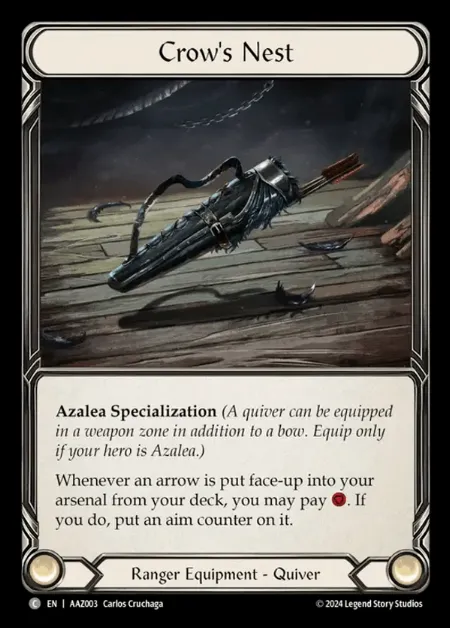 Crow's Nest
Azalea Specialization (A quiver can be equipped
in a weapon zone in addition to a bow. Equip only
if your hero is Azalea.)
Whenever an arrow is put face-up into your
arsenal from your deck, you may pay . If
you do, put an aim counter on it.
Ranger Equipment - Quiver
C EN | AAZ003 Carlos Cruchaga
© 2024 Legend Story Studios